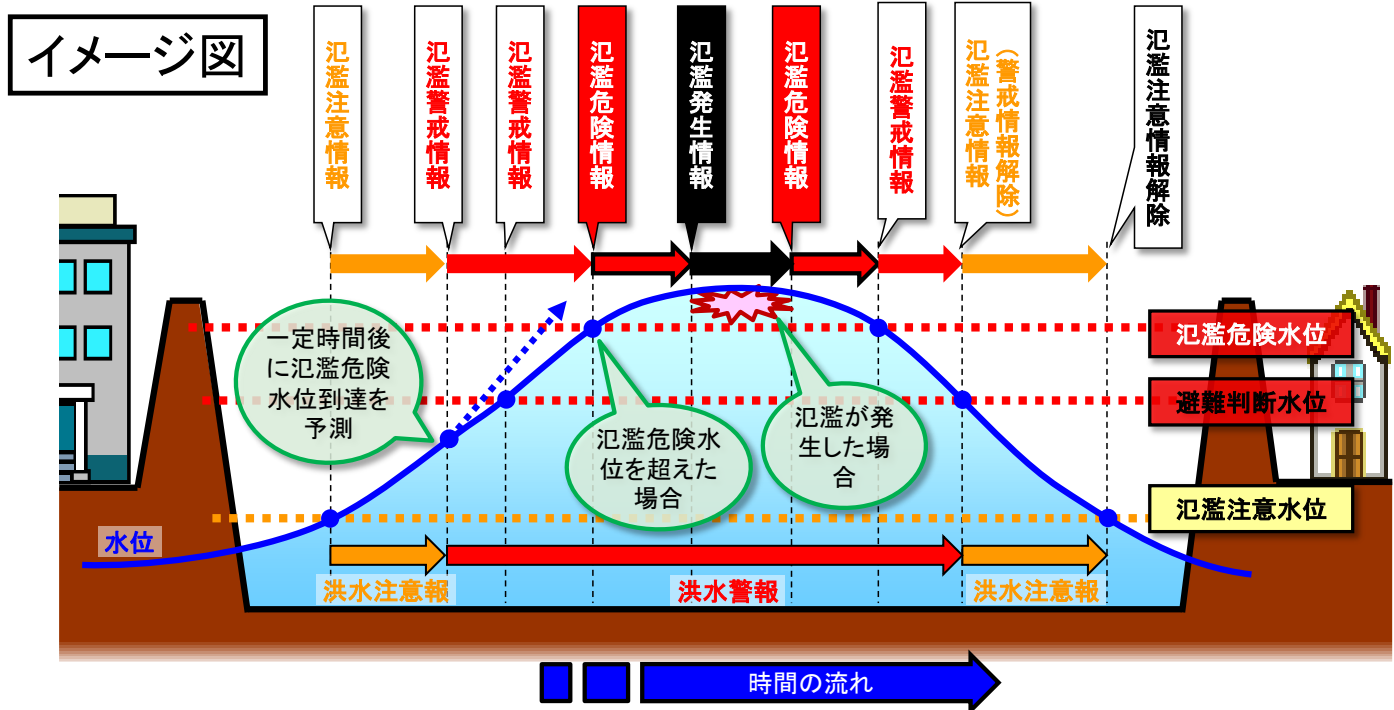 イメージ図
氾濫注意情報
氾濫警戒情報
氾濫警戒情報
氾濫危険情報
氾濫発生情報
氾濫危険情報
氾濫警戒情報
(警戒情報解除)
氾濫注意情報
氾濫注意情報解除
一定時間後
に氾濫危険
水位到達を
予測
氾濫危険水
位を超えた
場合
氾濫が発
生した場
合
氾濫危険水位
避難判断水位
氾濫注意水位
水位
洪水注意報
洪水警報
洪水注意報
時間の流れ